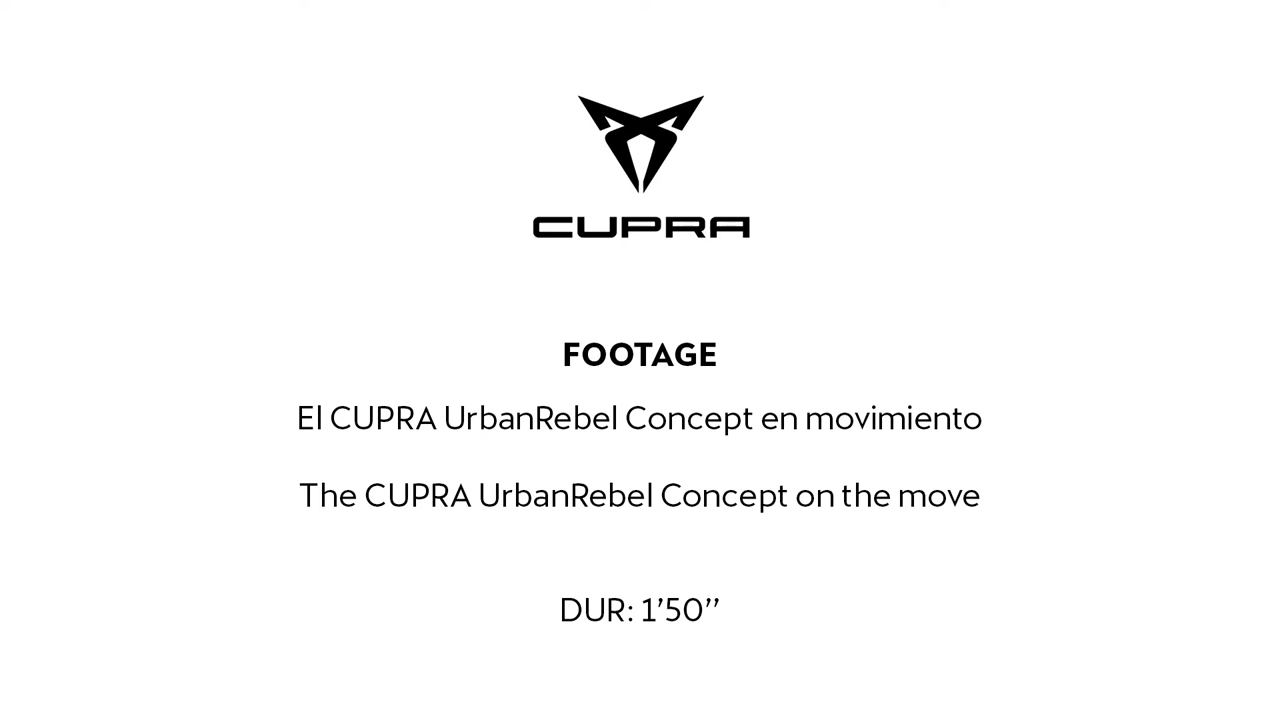 CUPRA
FOOTAGE
El CUPRA UrbanRebel Concept en movimiento
The CUPRA UrbanRebel Concept on the move
DUR: 1’50’’